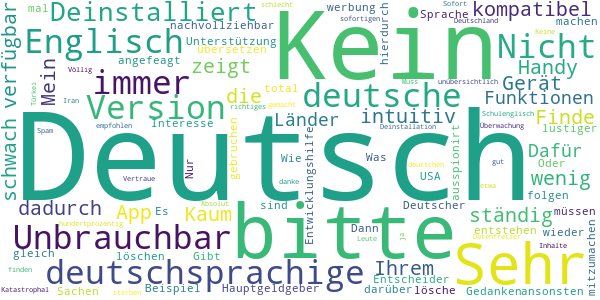 mal
Deinstalliert
nachvollziehbar
werbung
Sofort
sofortigen
Deutschland
schlecht
Keine
kompatibel
Sprache
machen
Englisch
Unterstützung
übersetzen
hierdurch
Kein
Nicht
schwach verfügbar
angefeagt
Völlig
unübersichtlich
Türkei
Iran
Mein
immer
zeigt
die
total
deutsche
Handy
Gerät
Muss
Schulenglisch
Version
richtiges
gemacht
intuitiv
Funktionen
Spam
empfohlen
Interesse
gebrauchen
Länder
Deinstallation
Überwachung
Finde
lustiger
Deutsch
Nur
Wie
Entwicklungshilfe
Was
ausspioniert
gut
Dafür
Oder
Vertraue
danke
USA
deutschen
etwas
wenig
folgen
dadurch
App
Es
Kaum
sind
Deutscher
ständig
müssen
hundertprozentig
Absolut
bitte
Dann
Leute
ja
entstehen
Datenfresser
wieder
mitzumachen
Unbrauchbar
gleich
löschen
Gibt
Sehr
Inhalte
finden
deutschsprachige
Ihrem
Entscheider
darüber
lösche
Katastrophal
Sachen
sterben
Beispiel
Hauptgeldgeber
Gedankenansonsten